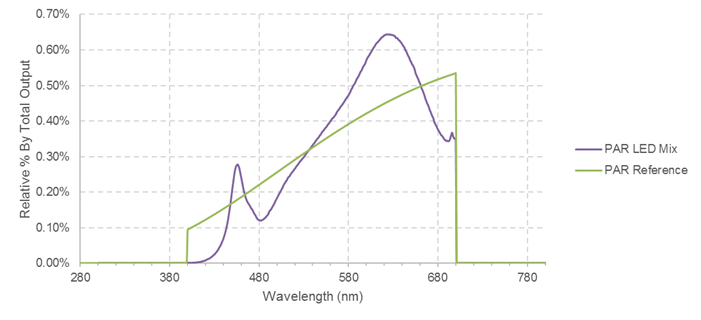 0.70%
0.60%
0.50%
0.40%
0.30%
0.20%
0.10%
0.00%
Relative % By Total Output
280 380 480 580 680 780
Wavelength (nm)
PAR LED Mix
PAR Reference